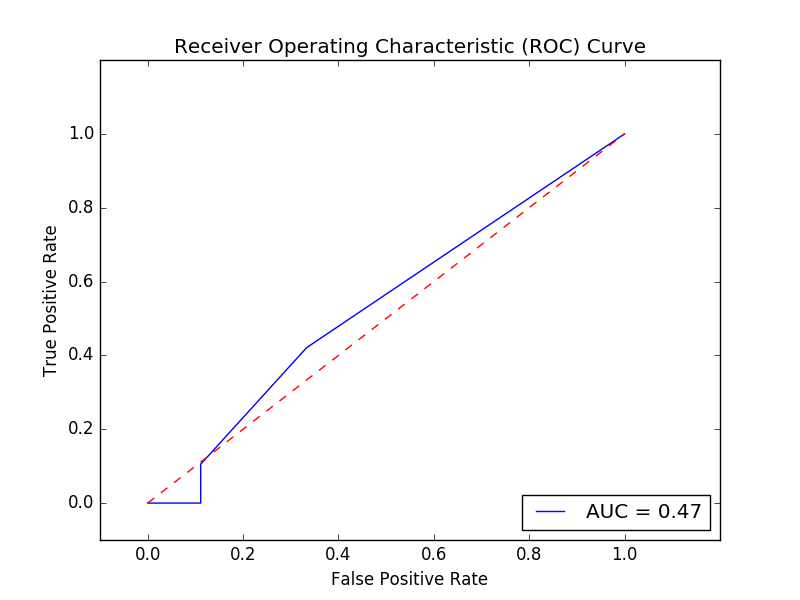 Receiver Operating Characteristic (ROC) Curve
1.0
0.8
0.6
0.4
0.2
0.0
True Positive Rate
AUC = 0.47
0.0 0.2 0.4 0.6 0.8 1.0
False Positive Rate